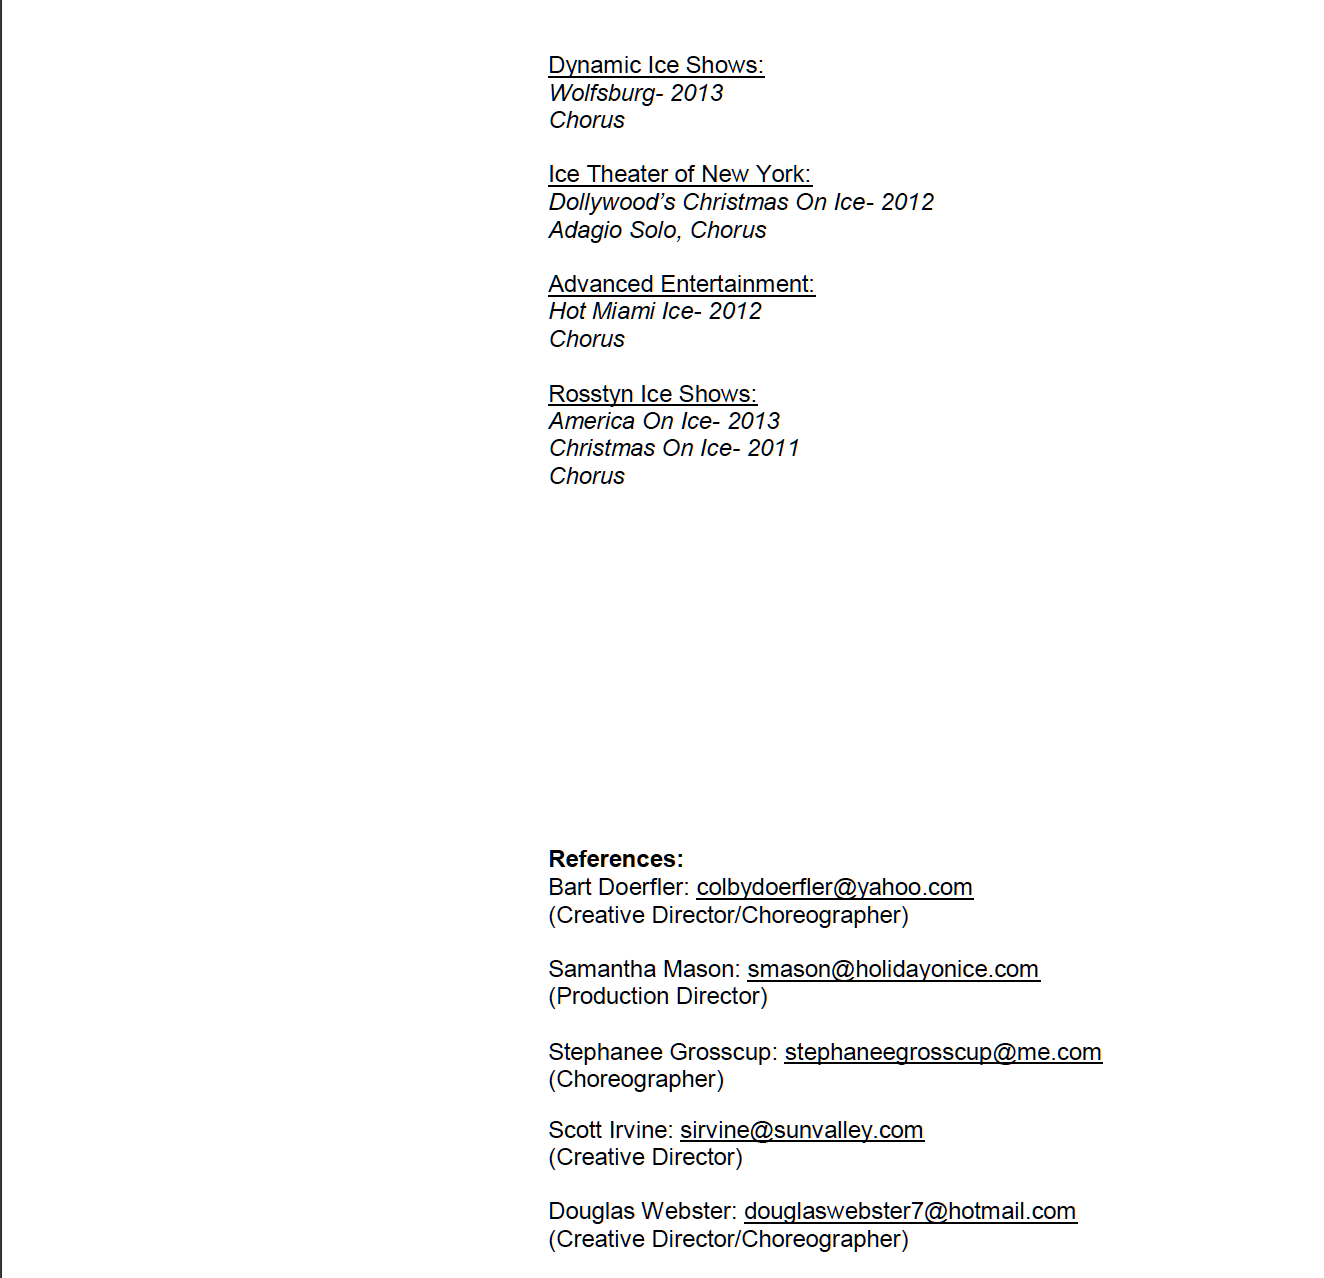 Dynamic Ice Shows:
Wolfsburg- 2013
Chorus
Ice Theater of New York:
Dollywood’s Christmas On Ice- 2012
Adagio Solo, Chorus
Advanced Entertainment:
Hot Miami Ice- 2012
Chorus
Rosstyn Ice Shows:
America On Ice- 2013
Christmas On Ice- 2011
Chorus
References:
Bart Doerfler: colbydoerfler@yahoo.com
(Creative Director/Choreographer)
Samantha Mason: smason@holidayonice.com
(Production Director)
Stephanee Grosscup: stephaneegrosscup@me.com
(Choreographer)
Scott Irvine: sirvine@sunvalley.com
(Creative Director)
Douglas Webster: douglaswebster7@hotmail.com
(Creative Director/Choreographer)